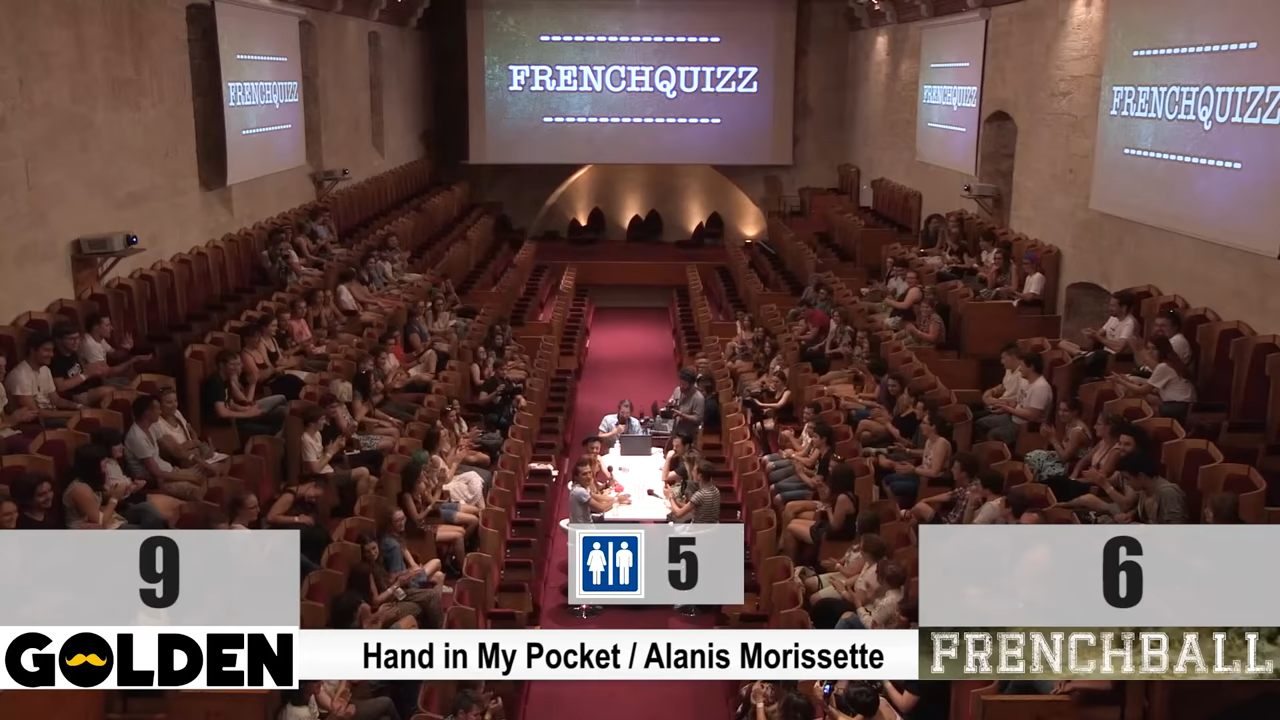 FRENCHQUIZZ
FRENCHQUIZZ
FRENCHQUIZZ
FRENCHQUIZZ
9
5
6
GOLDEN
Hand in My Pocket / Alanis Morissette
FRENCHBALL